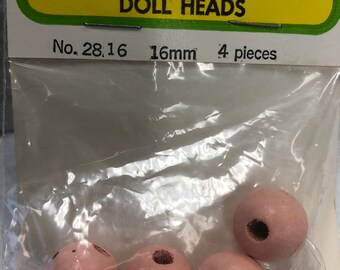 DOLL HEADS
No. 28.16 16mm 4 pieces